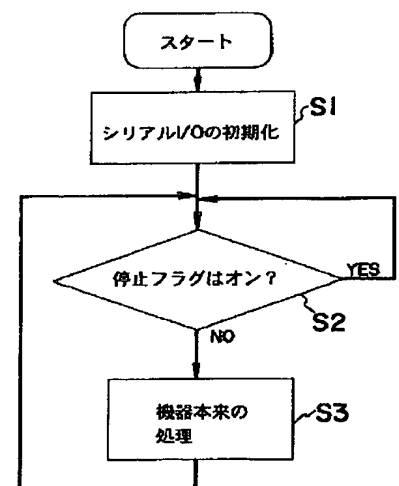 スタート
シリアルI/Oの初期化
S1
停止フラグはオン?
YES
S2
NO
機器本来の
処理
S3